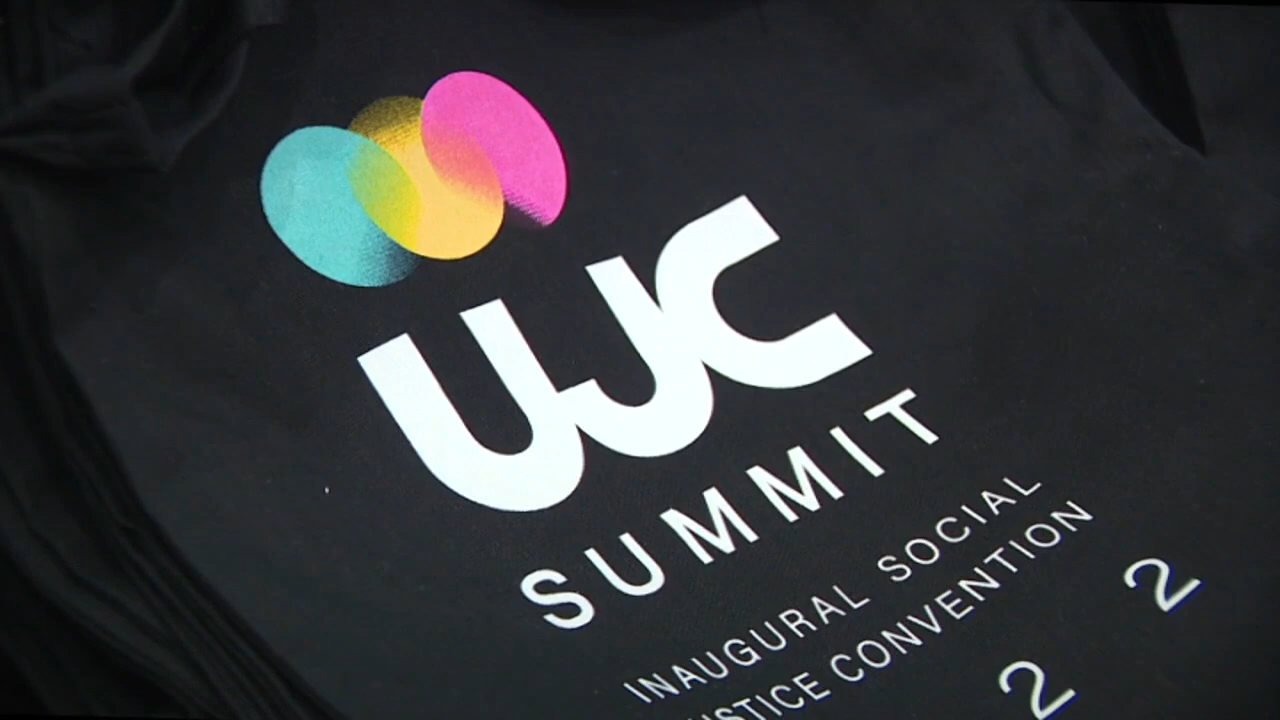 UJC
SUMMIT
INAUGURAL SOCIAL
JUSTICE CONVENTION
2 2